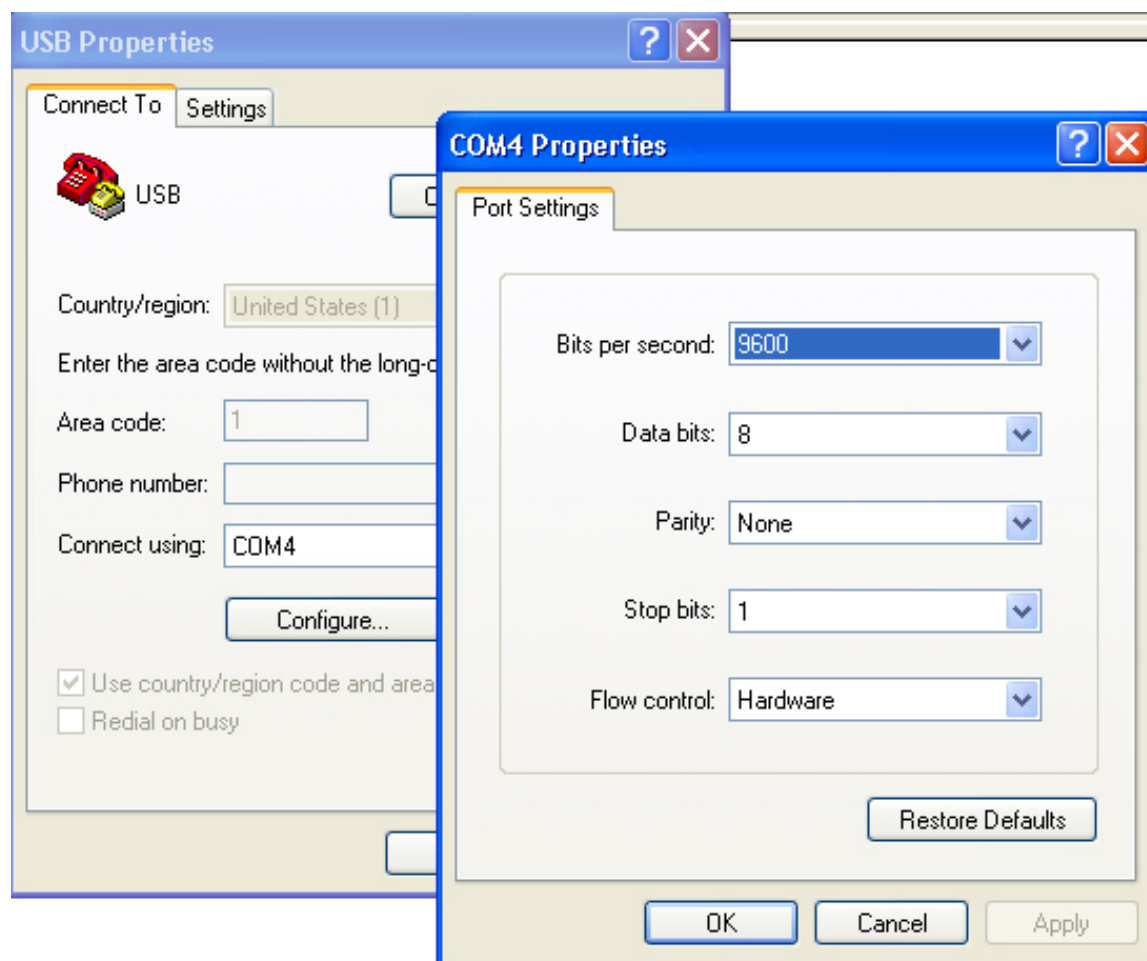 USB Properties
Connect To
Settings
USB
Country/region:
United States (1)
Enter the area code without the
Area code:
1
Phone number:
Connect using:
COM4
Configure...
Use country/region code and area
Redial on busy
COM4 Properties
Port Settings
Bits per second:
9600
Data bits:
8
Parity:
None
Stop bits:
1
Flow control:
Hardware
Restore Defaults
OK
Cancel
Apply